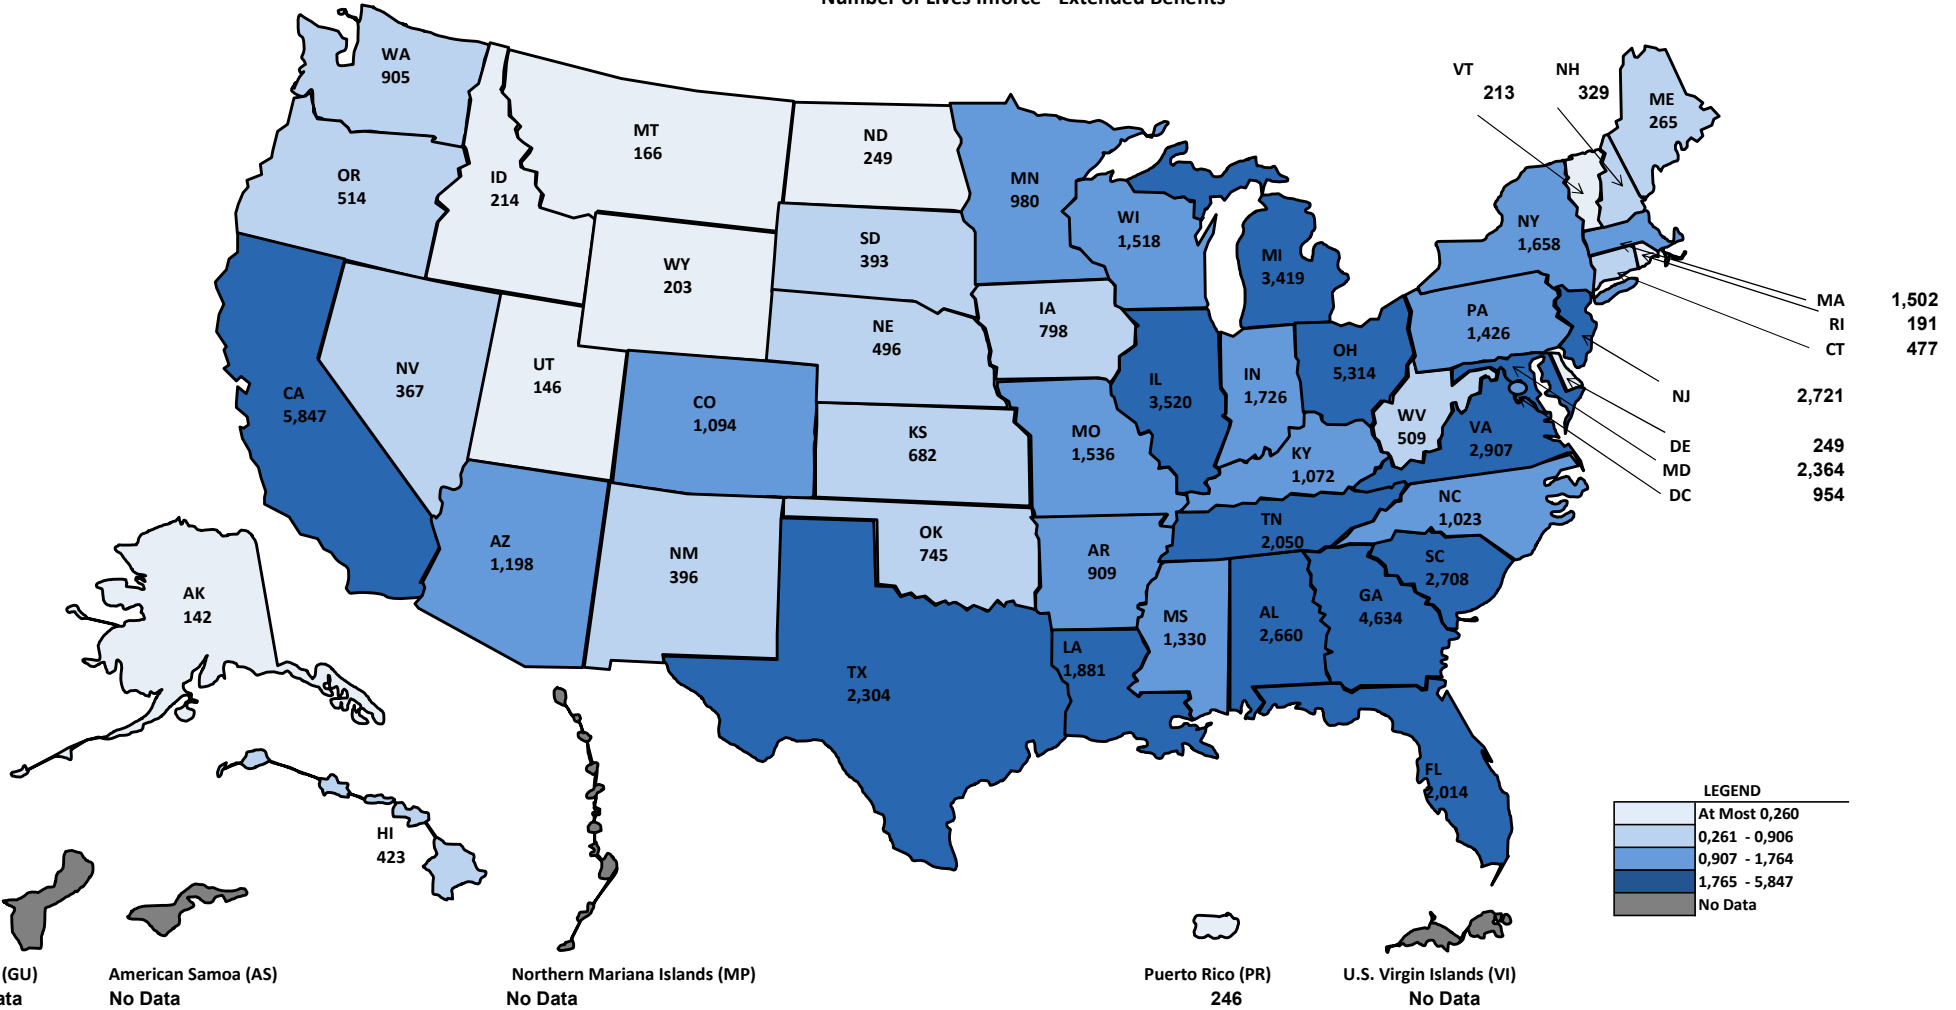 Number of Lives Inforce - Extended Benefits
WA
905
OR
514
CA
5,847
ID
214
NV
367
MT
166
WY
203
UT
146
AZ
1,198
CO
1,094
NM
396
ND
249
SD
393
NE
496
KS
682
OK
745
TX
2,304
MN
980
IA
798
MO
1,536
AR
909
LA
1,881
WI
1,518
IL
3,520
MI
3,419
IN
1,726
OH
5,314
KY
1,072
TN
2,050
MS
1,330
AL
2,660
GA
4,634
FL
2,014
SC
2,708
NC
1,023
VA
2,907
WV
509
PA
1,426
NY
1,658
VT
213
NH
329
ME
265
MA 1,502
RI 191
CT 477
NJ 2,721
DE 249
MD 2,364
DC 954
AK
142
HI
423
LEGEND
At Most 0,260
0,261 - 0,906
0,907 - 1,764
1,765 - 5,847
No Data
(GU)
ata
American Samoa (AS)
No Data
Northern Mariana Islands (MP)
No Data
Puerto Rico (PR)
246
U.S. Virgin Islands (VI)
No Data